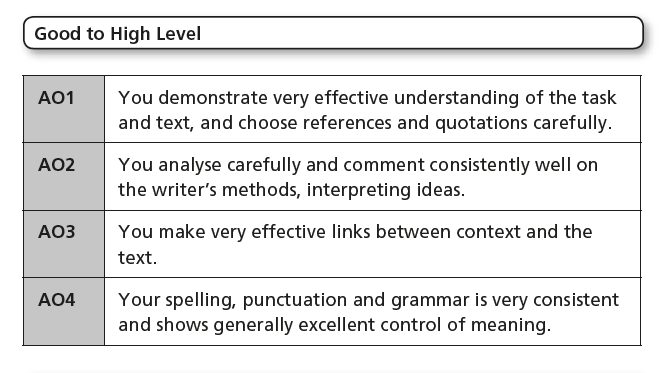 Good to High Level
AO1
You demonstrate very effective understanding of the task
and text, and choose references and quotations carefully.
AO2
You analyse carefully and comment consistently well on
the writer's methods, interpreting ideas.
AO3
You make very effective links between context and the
text.
AO4
Your spelling, punctuation and grammar is very consistent
and shows generally excellent control of meaning.